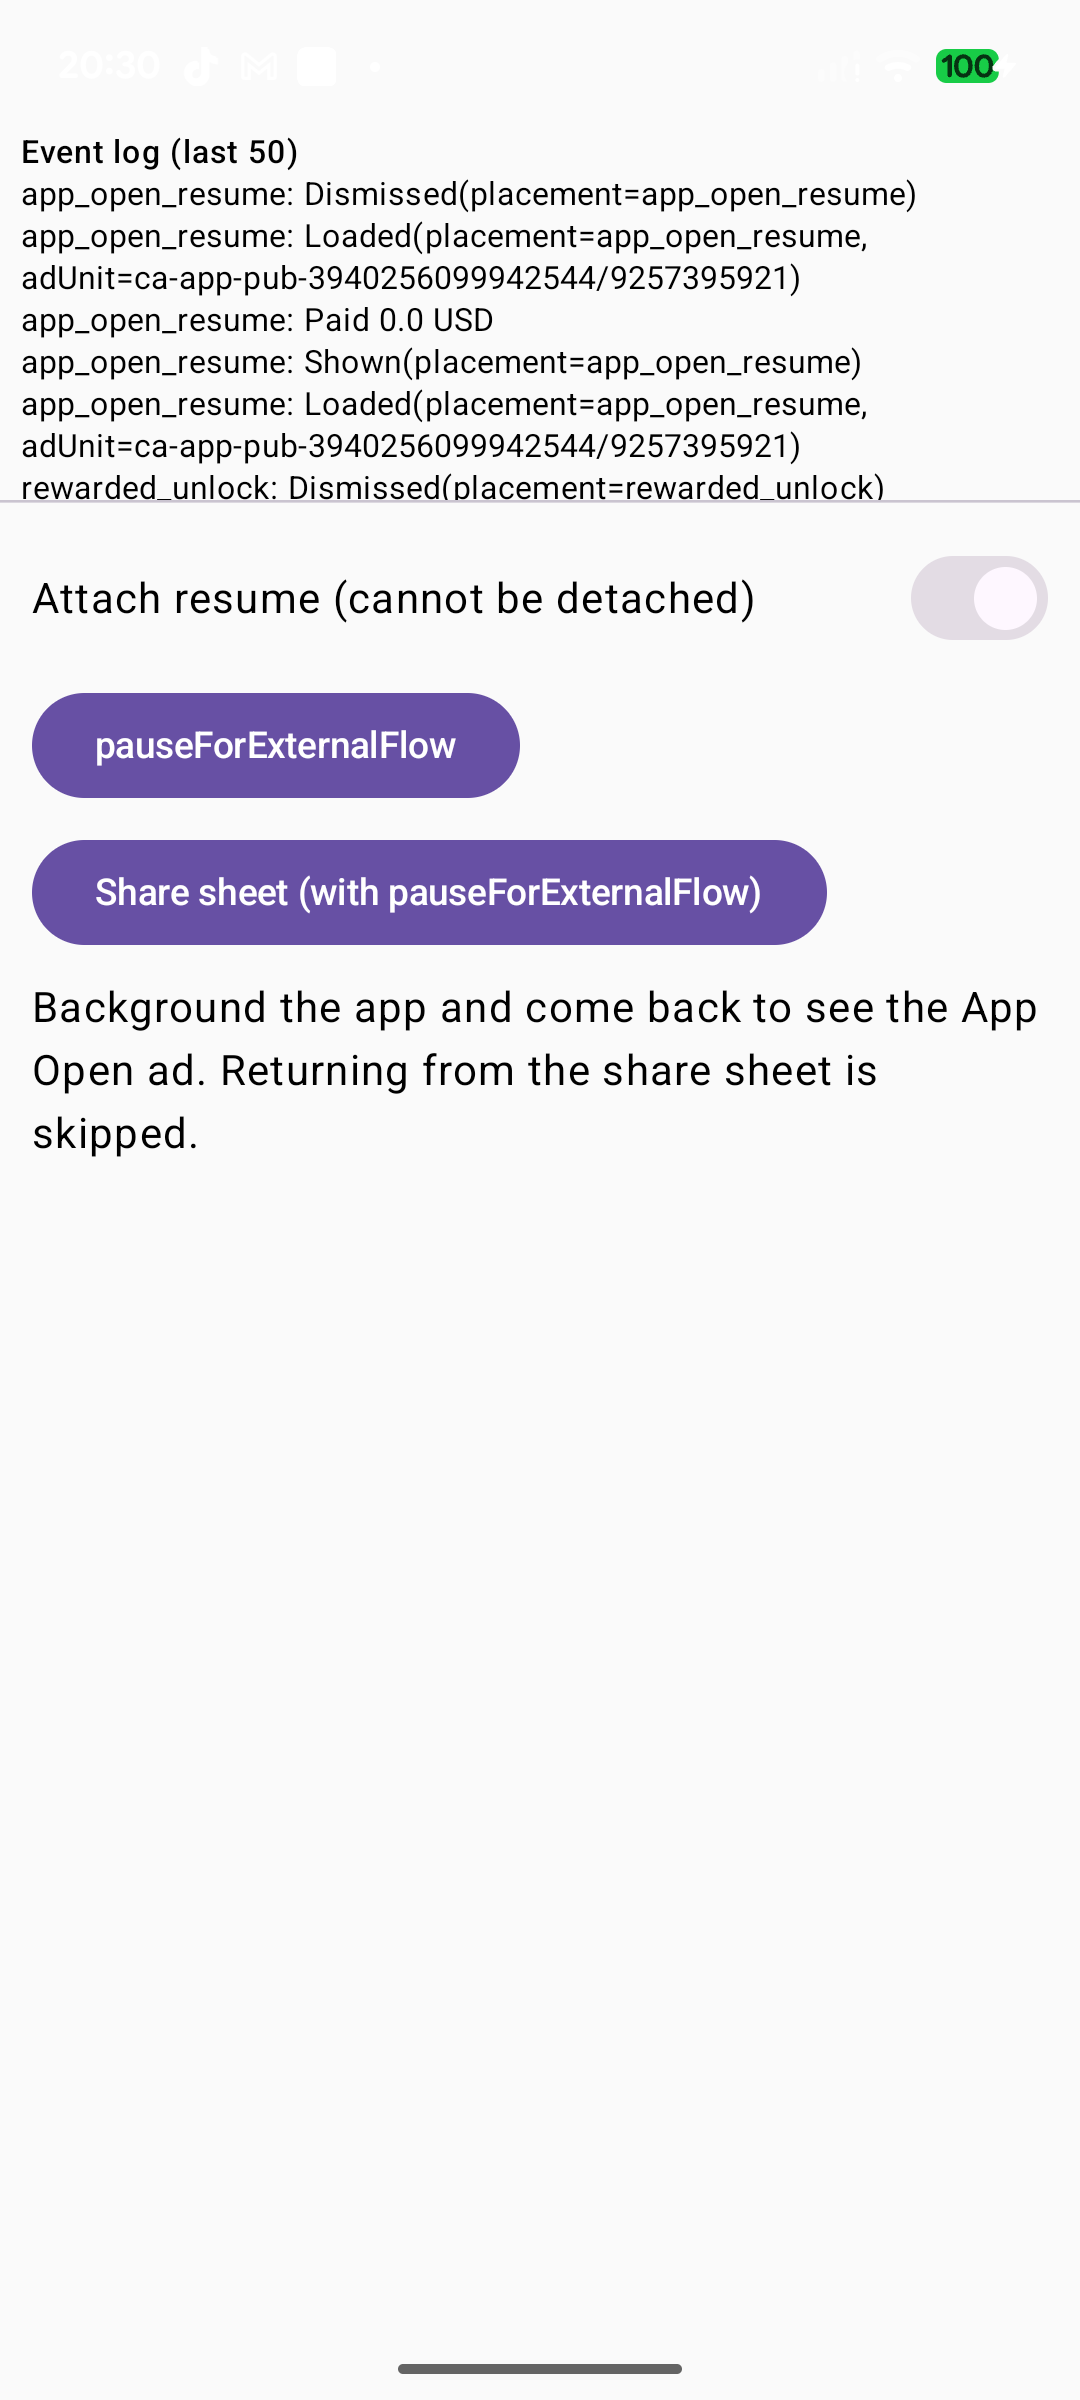 20:30
100
Event log (last 50)
app_open_resume: Dismissed(placement=app_open_resume)
app_open_resume: Loaded(placement=app_open_resume,
adUnit=ca-app-pub-3940256099942544/9257395921)
app_open_resume: Paid 0.0 USD
app_open_resume: Shown(placement=app_open_resume)
app_open_resume: Loaded(placement=app_open_resume,
adUnit=ca-app-pub-3940256099942544/9257395921)
rewarded_unlock: Dismissed(placement=rewarded_unlock)
Attach resume (cannot be detached)
pauseForExternalFlow
Share sheet (with pauseForExternalFlow)
Background the app and come back to see the App
Open ad. Returning from the share sheet is
skipped.